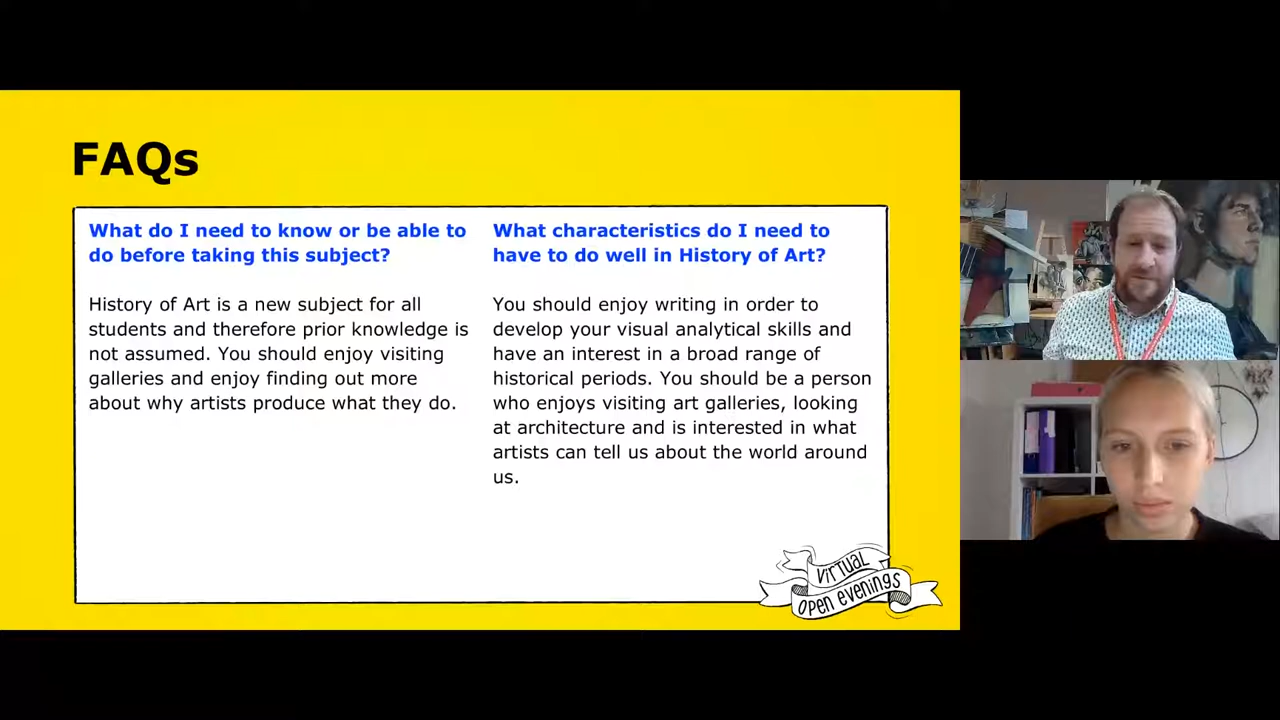 FAQs
What do I need to know or be able to
do before taking this subject?
History of Art is a new subject for all
students and therefore prior knowledge is
not assumed. You should enjoy visiting
galleries and enjoy finding out more
about why artists produce what they do.
What characteristics do I need to
have to do well in History of Art?
You should enjoy writing in order to
develop your visual analytical skills and
have an interest in a broad range of
historical periods. You should be a person
who enjoys visiting art galleries, looking
at architecture and is interested in what
artists can tell us about the world around
us.
VIRTUAL
OPEN EVENINGS